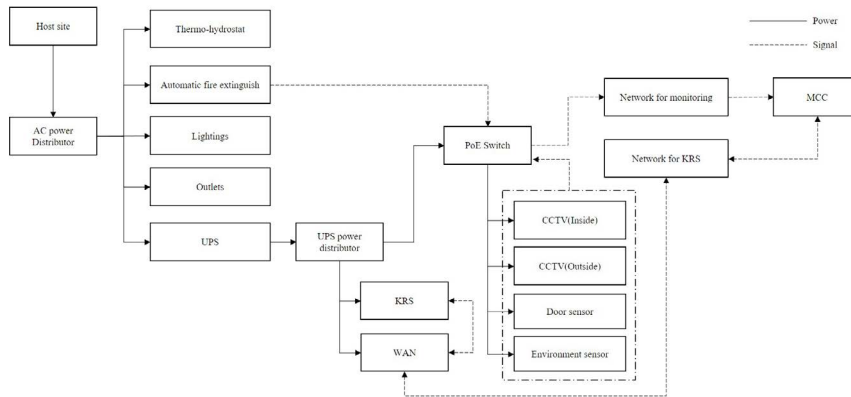 Host site
Thermo-hydrostat
Power
Signal
Automatic fire extinguish
Network for monitoring
MCC
AC power
Distributor
Lightings
PoE Switch
Network for KRS
Outlets
UPS
UPS power
distributor
CCTV(Inside)
CCTV(Outside)
KRS
Door sensor
WAN
Environment sensor